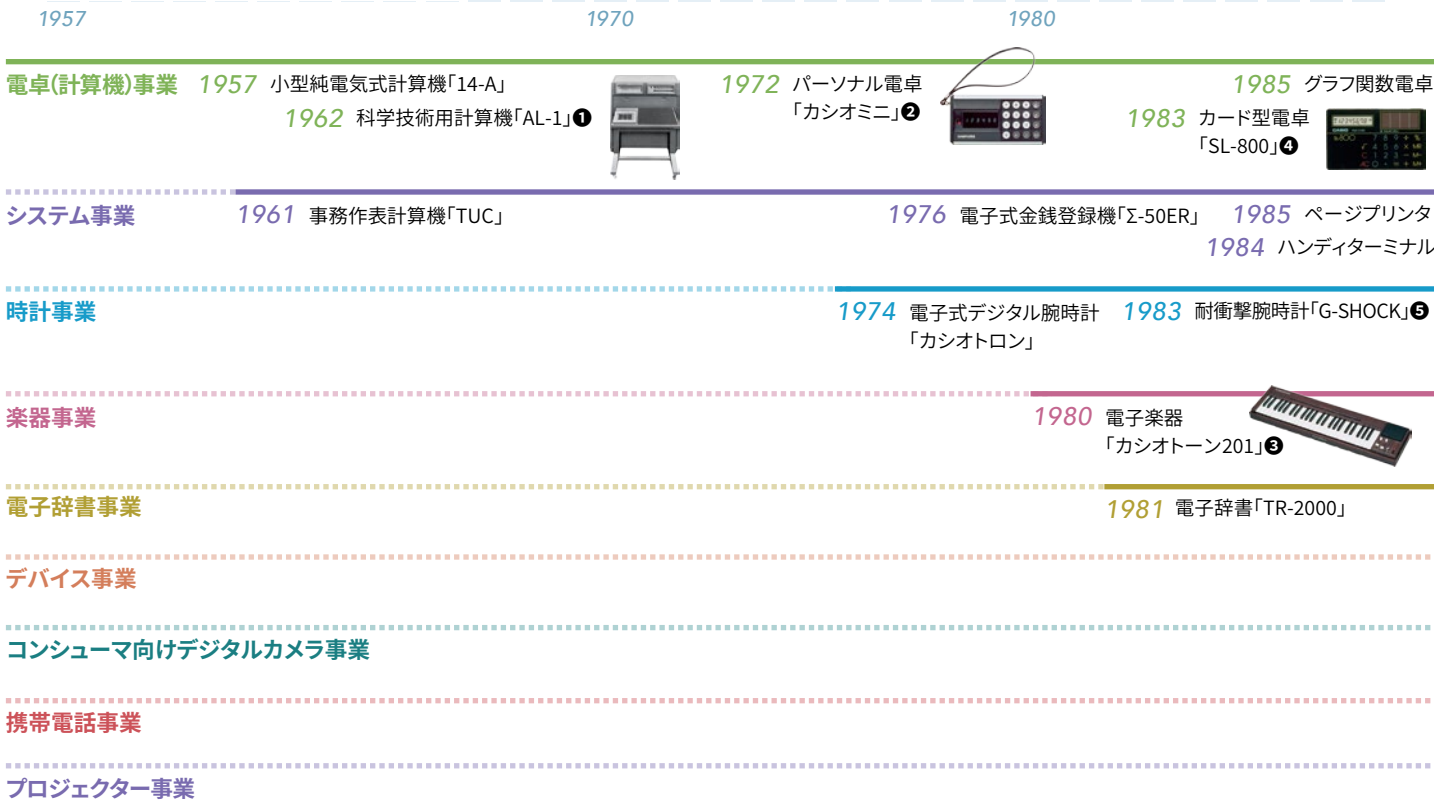 1957 1970 1980
電卓(計算機)事業 1957 小型純電気式計算機「14-A」 1972 パーソナル電卓 1985 グラフ関数電卓
1962 科学技術用計算機「AL-1」❶ 「カシオミニ」❷ 1983 カード型電卓
「SL-800」❹
システム事業 1961 事務作表計算機「TUC」 1976 電子式金銭登録機「Σ-50ER」 1985 ページプリンタ
1984 ハンディターミナル
時計事業 1974 電子式デジタル腕時計 1983 耐衝撃腕時計「G-SHOCK」❺
「カシオトロン」
楽器事業 1980 電子楽器
「カシオトーン201」❸
電子辞書事業 1981 電子辞書「TR-2000」
デバイス事業
コンシューマ向けデジタルカメラ事業
携帯電話事業
プロジェクター事業